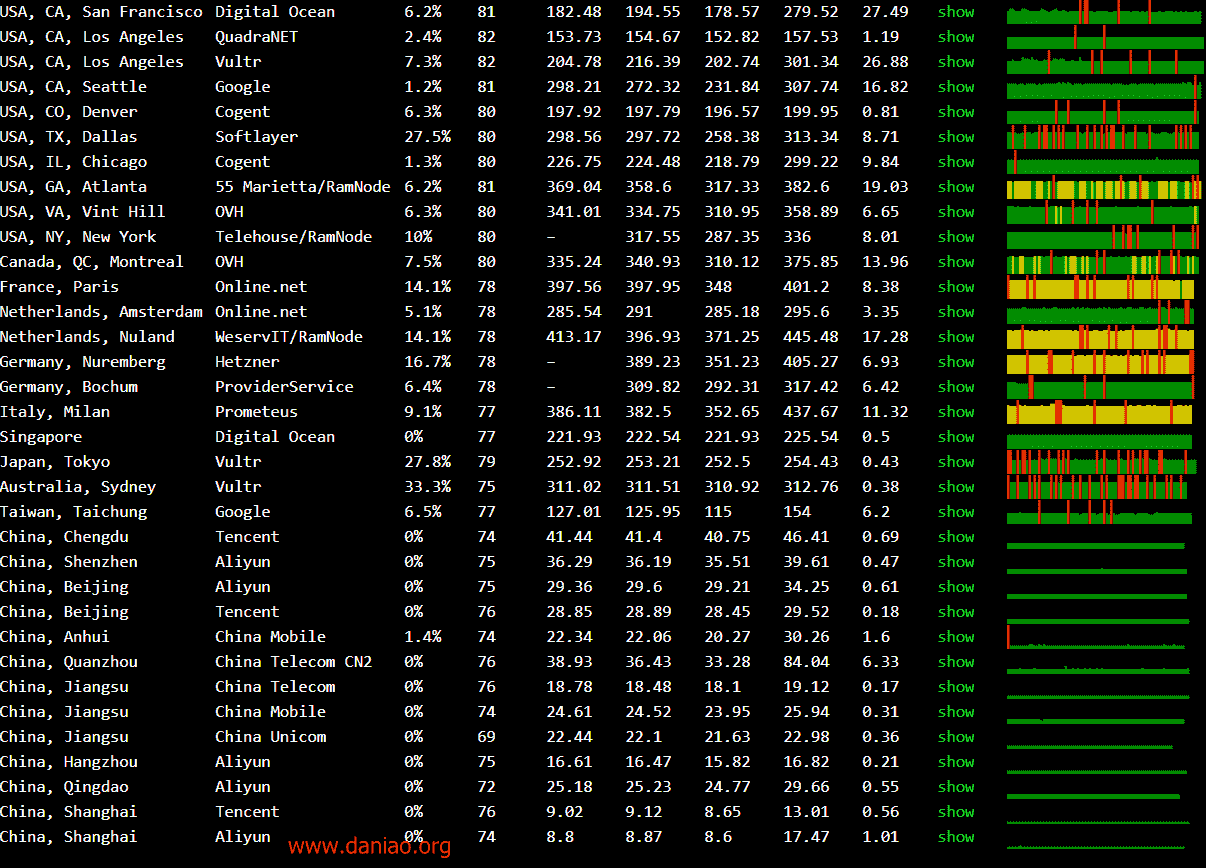 USA, CA, San Francisco Digital Ocean 6.2% 81 182.48 194.55 178.57 279.52 27.49 show
USA, CA, Los Angeles QuadraNET 2.4% 82 153.73 154.67 152.82 157.53 1.19 show
USA, CA, Los Angeles Vultr 7.3% 82 204.78 216.39 202.74 301.34 26.88 show
USA, CA, Seattle Google 1.2% 81 298.21 272.32 231.84 307.74 16.82 show
USA, CO, Denver Cogent 6.3% 80 197.92 197.79 196.57 199.95 0.81 show
USA, TX, Dallas Softlayer 27.5% 80 298.56 297.72 258.38 313.34 8.71 show
USA, IL, Chicago Cogent 1.3% 80 226.75 224.48 218.79 299.22 9.84 show
USA, GA, Atlanta 55 Marietta/RamNode 6.2% 81 369.04 358.6 317.33 382.6 19.03 show
USA, VA, Vint Hill OVH 6.3% 80 341.01 334.75 310.95 358.89 6.65 show
USA, NY, New York Telehouse/RamNode 10% 80 – 317.55 287.35 336 8.01 show
Canada, QC, Montreal OVH 7.5% 80 335.24 340.93 310.12 375.85 13.96 show
France, Paris Online.net 14.1% 78 397.56 397.95 348 401.2 8.38 show
Netherlands, Amsterdam Online.net 5.1% 78 285.54 291 285.18 295.6 3.35 show
Netherlands, Nuland WeservIT/RamNode 14.1% 78 413.17 396.93 371.25 445.48 17.28 show
Germany, Nuremberg Hetzner 16.7% 78 – 389.23 351.23 405.27 6.93 show
Germany, Bochum ProviderService 6.4% 78 – 309.82 292.31 317.42 6.42 show
Italy, Milan Prometeus 9.1% 77 386.11 382.5 352.65 437.67 11.32 show
Singapore Digital Ocean 0% 77 221.93 222.54 221.93 225.54 0.5 show
Japan, Tokyo Vultr 27.8% 79 252.92 253.21 252.5 254.43 0.43 show
Australia, Sydney Vultr 33.3% 75 311.02 311.51 310.92 312.76 0.38 show
Taiwan, Taichung Google 6.5% 77 127.01 125.95 115 154 6.2 show
China, Chengdu Tencent 0% 74 41.44 41.4 40.75 46.41 0.69 show
China, Shenzhen Aliyun 0% 75 36.29 36.19 35.51 39.61 0.47 show
China, Beijing Aliyun 0% 75 29.36 29.6 29.21 34.25 0.61 show
China, Beijing Tencent 0% 76 28.85 28.89 28.45 29.52 0.18 show
China, Anhui China Mobile 1.4% 74 22.34 22.06 20.27 30.26 1.6 show
China, Quanzhou China Telecom CN2 0% 76 38.93 36.43 33.28 84.04 6.33 show
China, Jiangsu China Telecom 0% 76 18.78 18.48 18.1 19.12 0.17 show
China, Jiangsu China Mobile 0% 74 24.61 24.52 23.95 25.94 0.31 show
China, Jiangsu China Unicom 0% 69 22.44 22.1 21.63 22.98 0.36 show
China, Hangzhou Aliyun 0% 75 16.61 16.47 15.82 16.82 0.21 show
China, Qingdao Aliyun 0% 72 25.18 25.23 24.77 29.66 0.55 show
China, Shanghai Tencent 0% 76 9.02 9.12 8.65 13.01 0.56 show
China, Shanghai Aliyun 0% 74 8.8 8.87 8.6 17.47 1.01 show
www.daniao.org